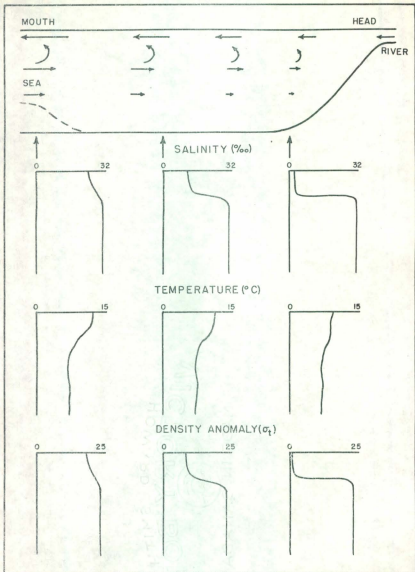 MOUTH HEAD
RIVER
SEA
SALINITY (‰)
0 32 0 32 0 32
TEMPERATURE (°C)
0 15 0 15 0 15
DENSITY ANOMALY (σt)
0 25 0 25 0 25